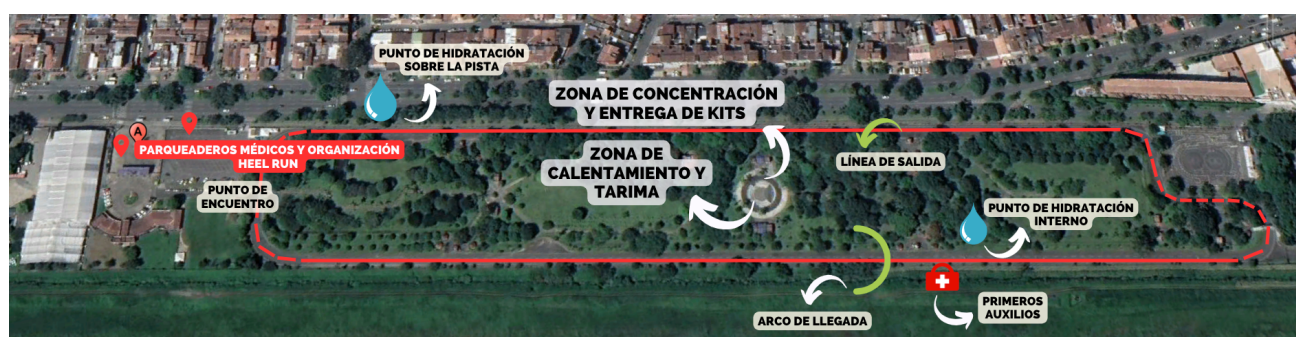 PUNTO DE HIDRATACIÓN
SOBRE LA PISTA
ZONA DE CONCENTRACIÓN
Y ENTREGA DE KITS
A
PARQUEADEROS MÉDICOS Y ORGANIZACIÓN
HEEL RUN
ZONA DE
CALENTAMIENTO Y
TARIMA
LÍNEA DE SALIDA
PUNTO DE
ENCUENTRO
PUNTO DE HIDRATACIÓN
INTERNO
ARCO DE LLEGADA
PRIMEROS
AUXILIOS